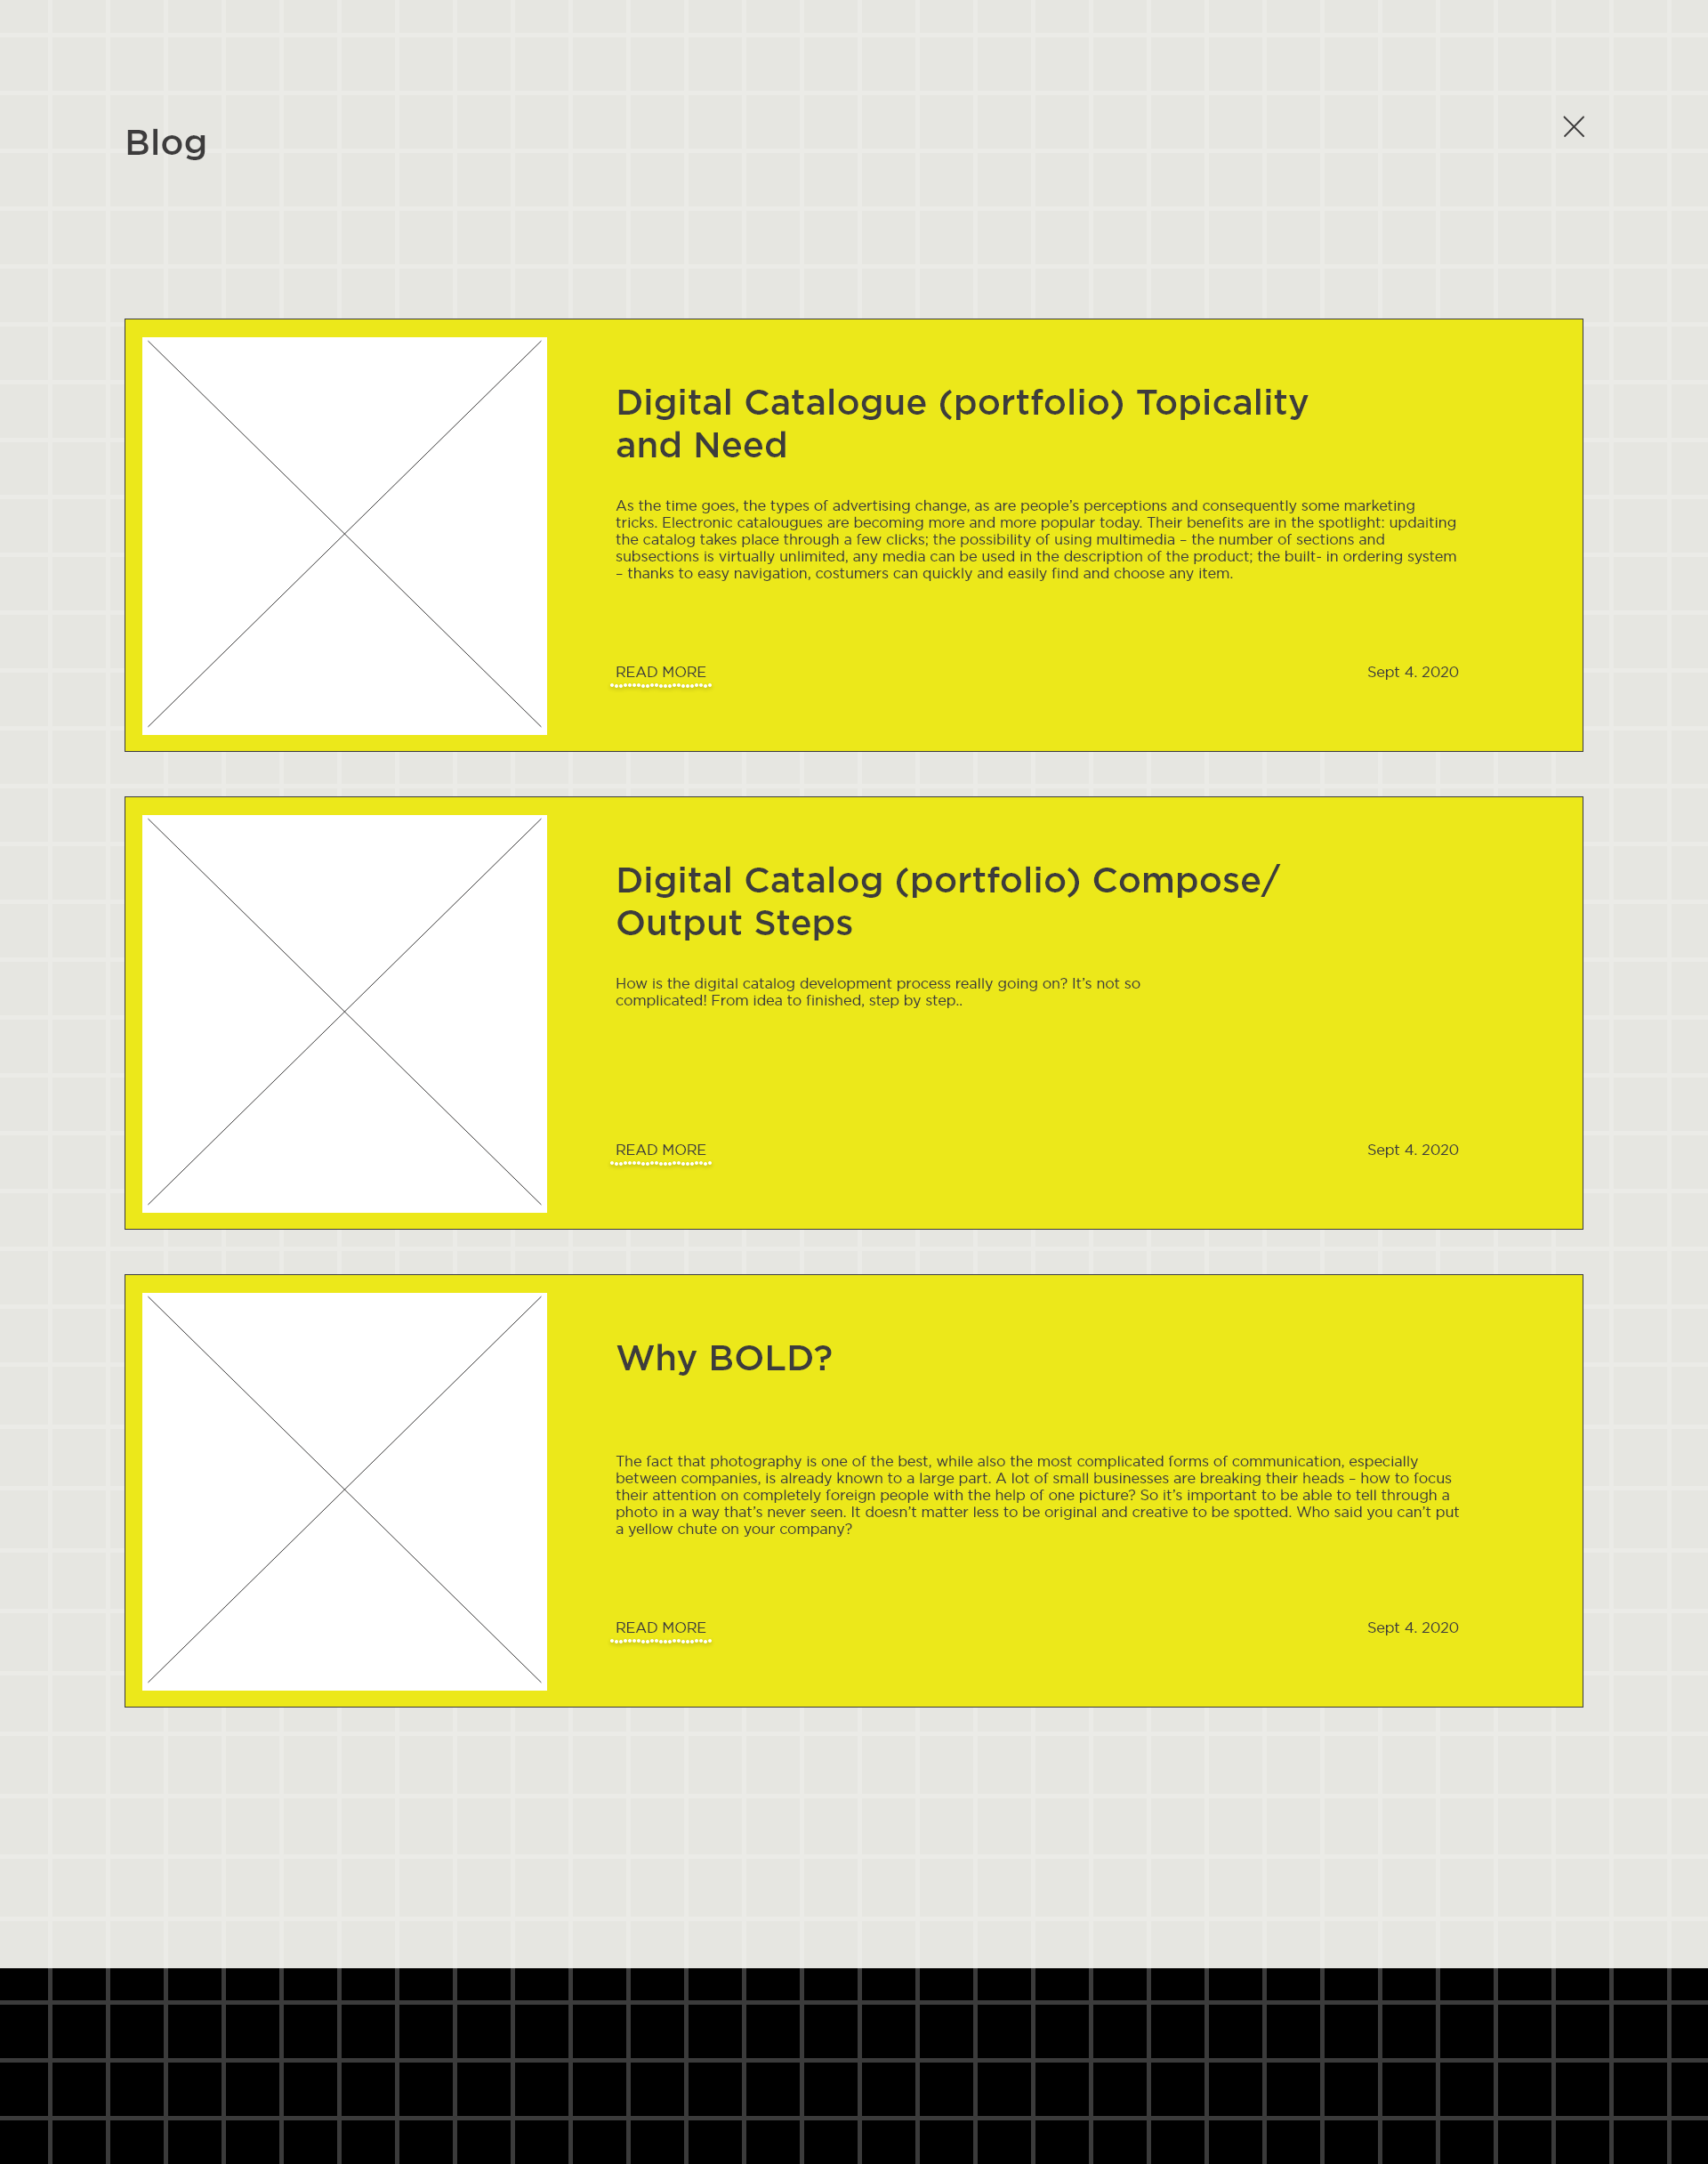 Blog
Digital Catalogue (portfolio) Topicality
and Need
As the time goes, the types of advertising change, as are people's perceptions and consequently some marketing
tricks. Electronic catalougues are becoming more and more popular today. Their benefits are in the spotlight: updaiting
the catalog takes place through a few clicks; the possibility of using multimedia – the number of sections and
subsections is virtually unlimited, any media can be used in the description of the product; the built- in ordering system
– thanks to easy navigation, costumers can quickly and easily find and choose any item.
READ MORE
Sept 4. 2020
Digital Catalog (portfolio) Compose/
Output Steps
How is the digital catalog development process really going on? It's not so
complicated! From idea to finished, step by step..
READ MORE
Sept 4. 2020
Why BOLD?
The fact that photography is one of the best, while also the most complicated forms of communication, especially
between companies, is already known to a large part. A lot of small businesses are breaking their heads – how to focus
their attention on completely foreign people with the help of one picture? So it's important to be able to tell through a
photo in a way that's never seen. It doesn't matter less to be original and creative to be spotted. Who said you can't put
a yellow chute on your company?
READ MORE
Sept 4. 2020